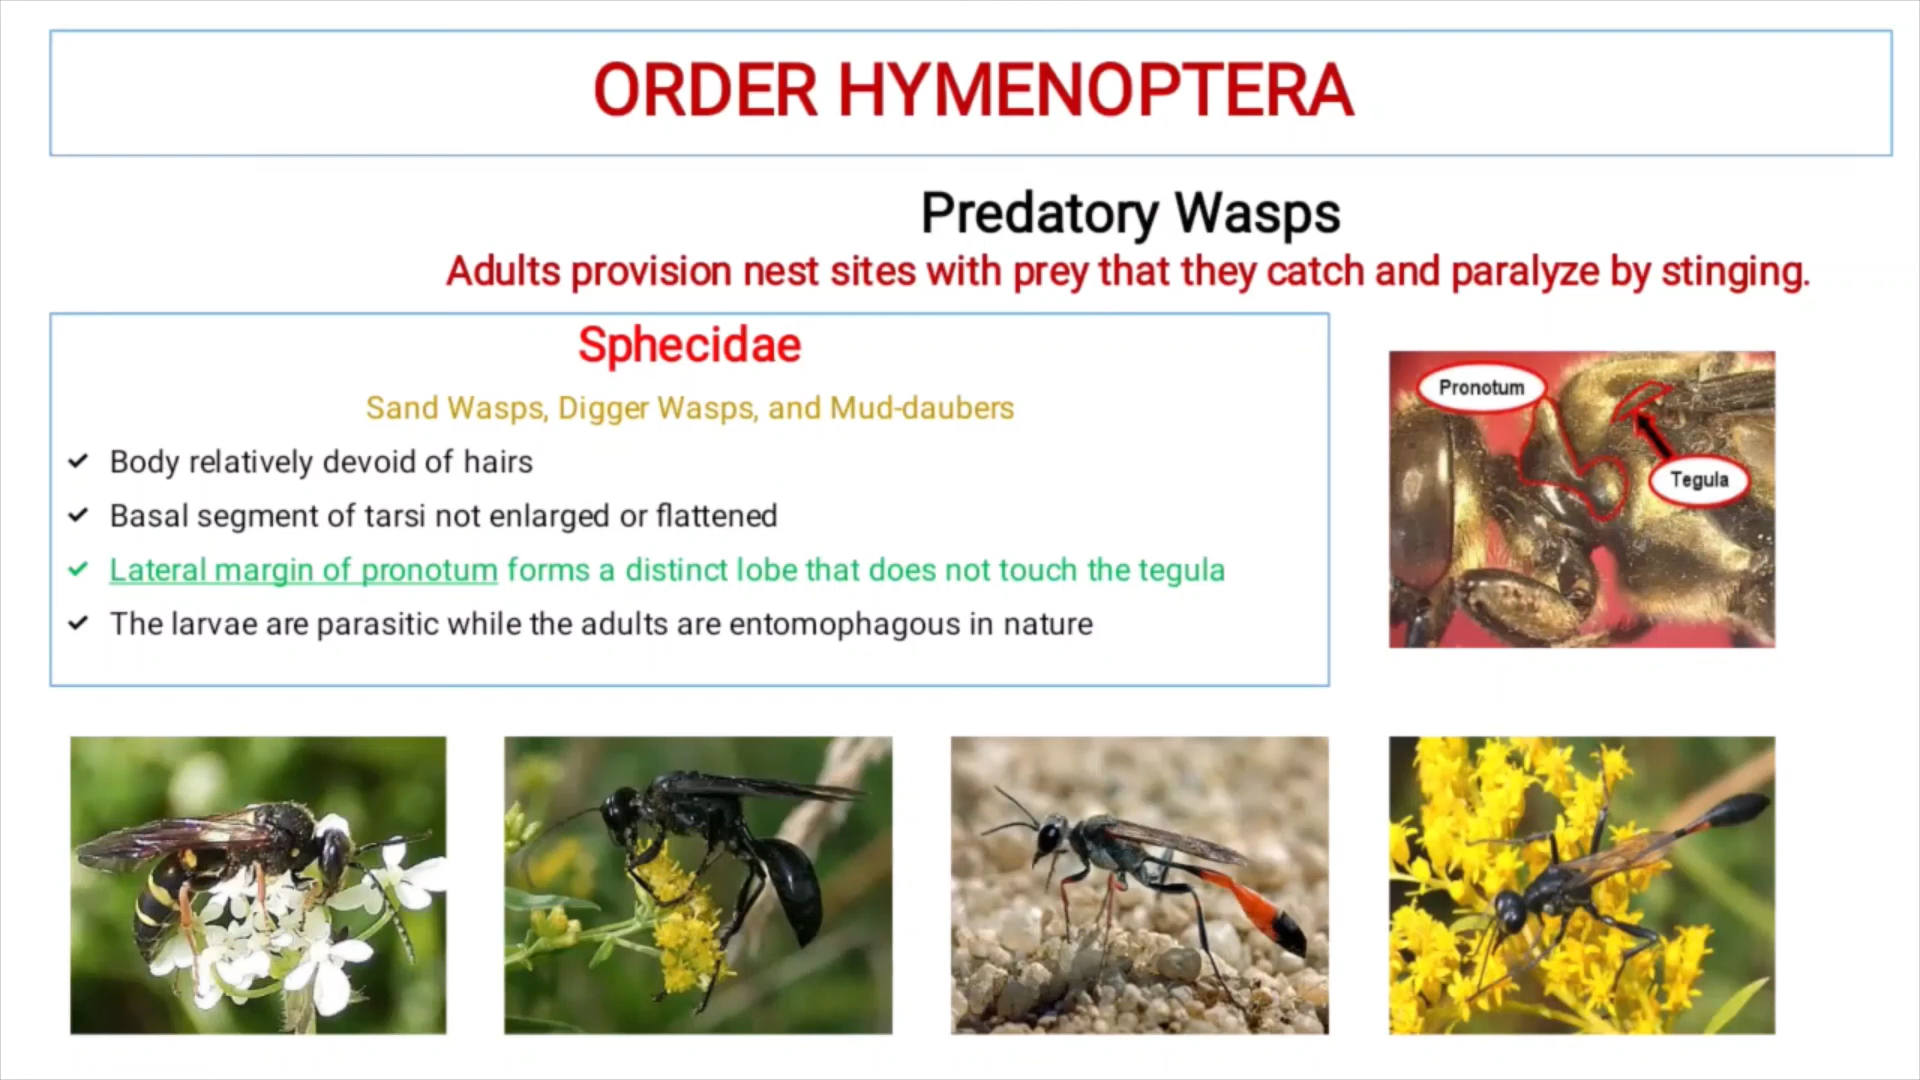 ORDER HYMENOPTERA
Predatory Wasps
Adults provision nest sites with prey that they catch and paralyze by stinging.
Sphecidae
Sand Wasps, Digger Wasps, and Mud-daubers
✔ Body relatively devoid of hairs
✔ Basal segment of tarsi not enlarged or flattened
✔ Lateral margin of pronotum forms a distinct lobe that does not touch the tegula
✔ The larvae are parasitic while the adults are entomophagous in nature
Pronotum
Tegula